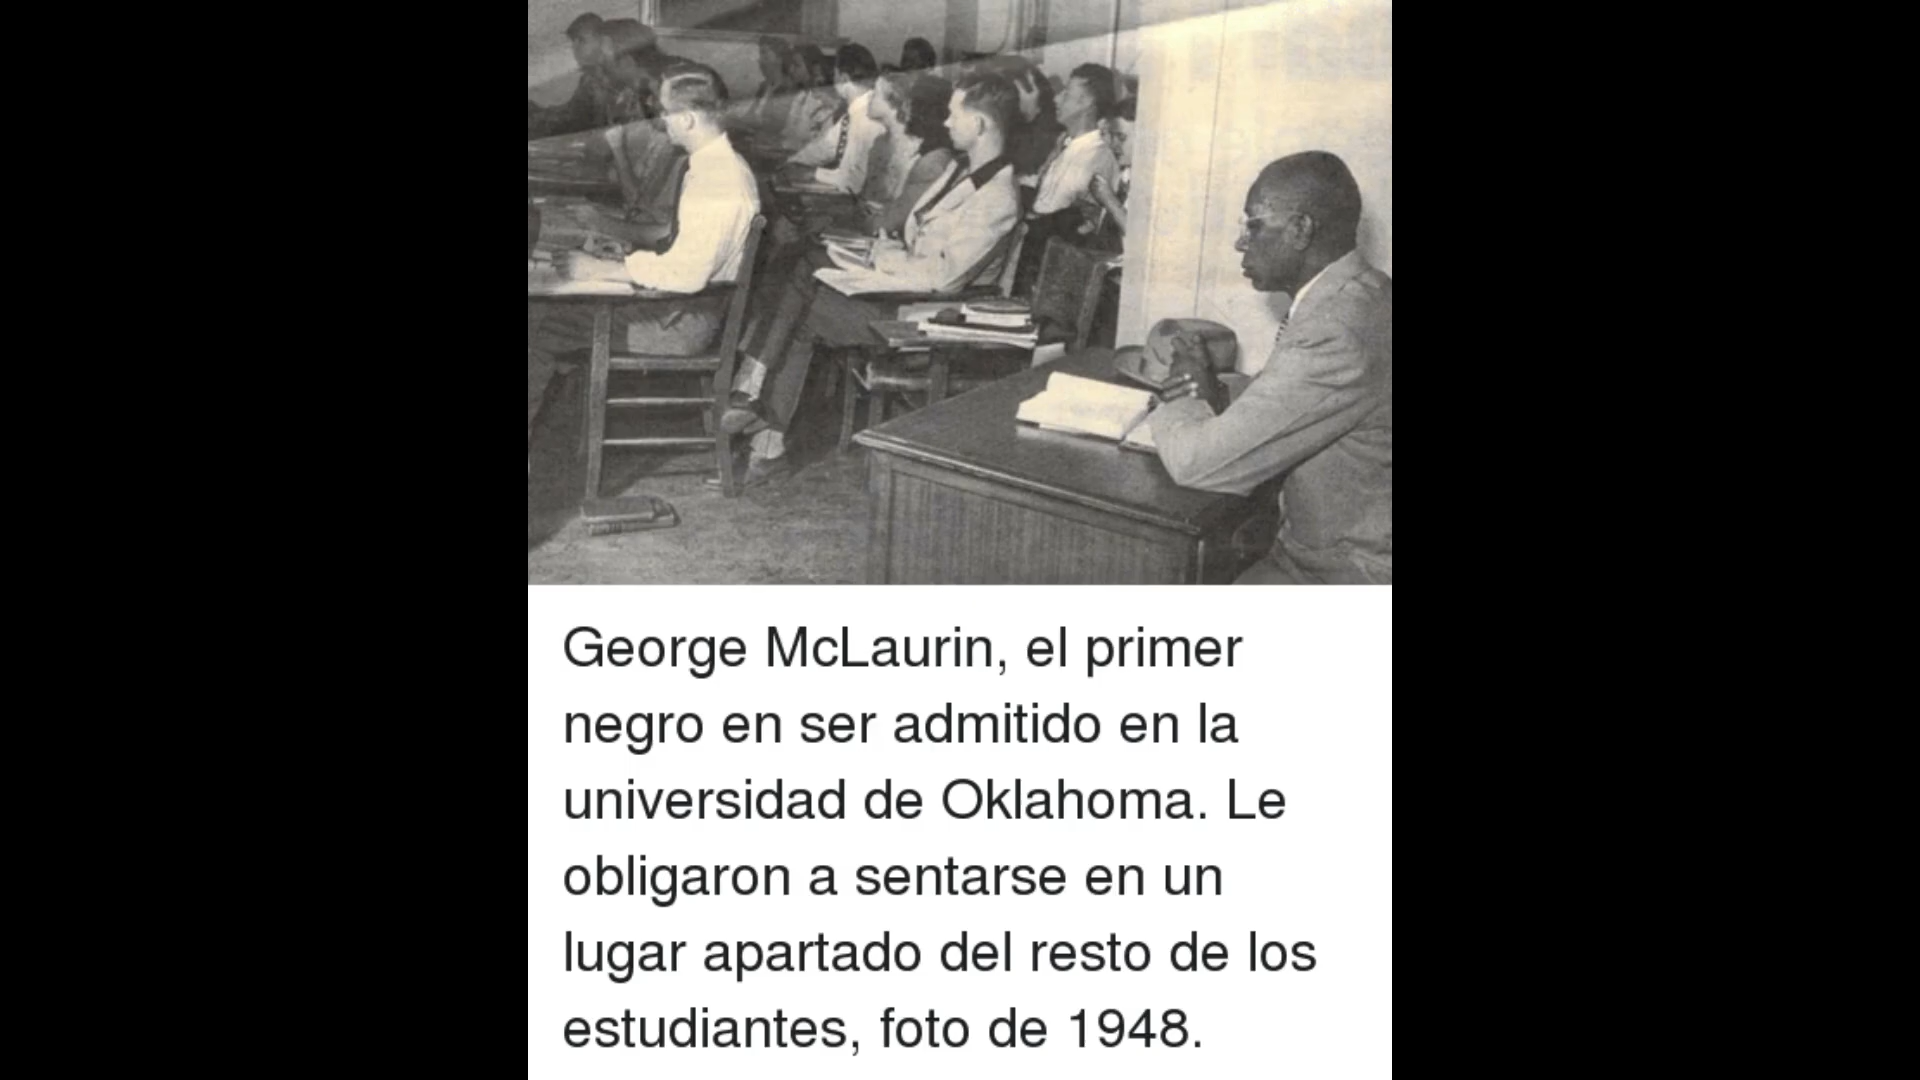 George McLaurin, el primer
negro en ser admitido en la
universidad de Oklahoma. Le
obligaron a sentarse en un
lugar apartado del resto de los
estudiantes, foto de 1948.